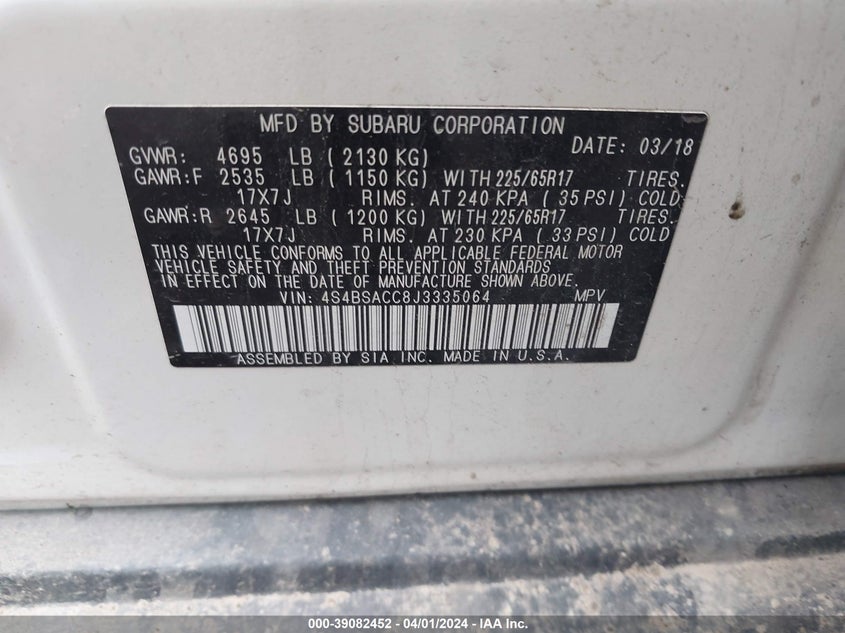 MFD BY SUBARU CORPORATION
DATE: 03/18
GVWR: 4695 LB ( 2130 KG)
GAWR:F 2535 LB ( 1150 KG) WITH 225/65R17 TIRES.
17X7J RIMS. AT 240 KPA ( 35 PSI) COLD
GAWR:R 2645 LB ( 1200 KG) WITH 225/65R17 TIRES.
17X7J RIMS. AT 230 KPA ( 33 PSI) COLD
THIS VEHICLE CONFORMS TO ALL APPLICABLE FEDERAL MOTOR
VEHICLE SAFETY AND THEFT PREVENTION STANDARDS
IN EFFECT ON THE DATE OF MANUFACTURE SHOWN ABOVE.
VIN: 4S4BSACC8J3335064 MPV
ASSEMBLED BY SIA INC. MADE IN U.S.A.
000-39082452 - 04/01/2024 - IAA Inc.